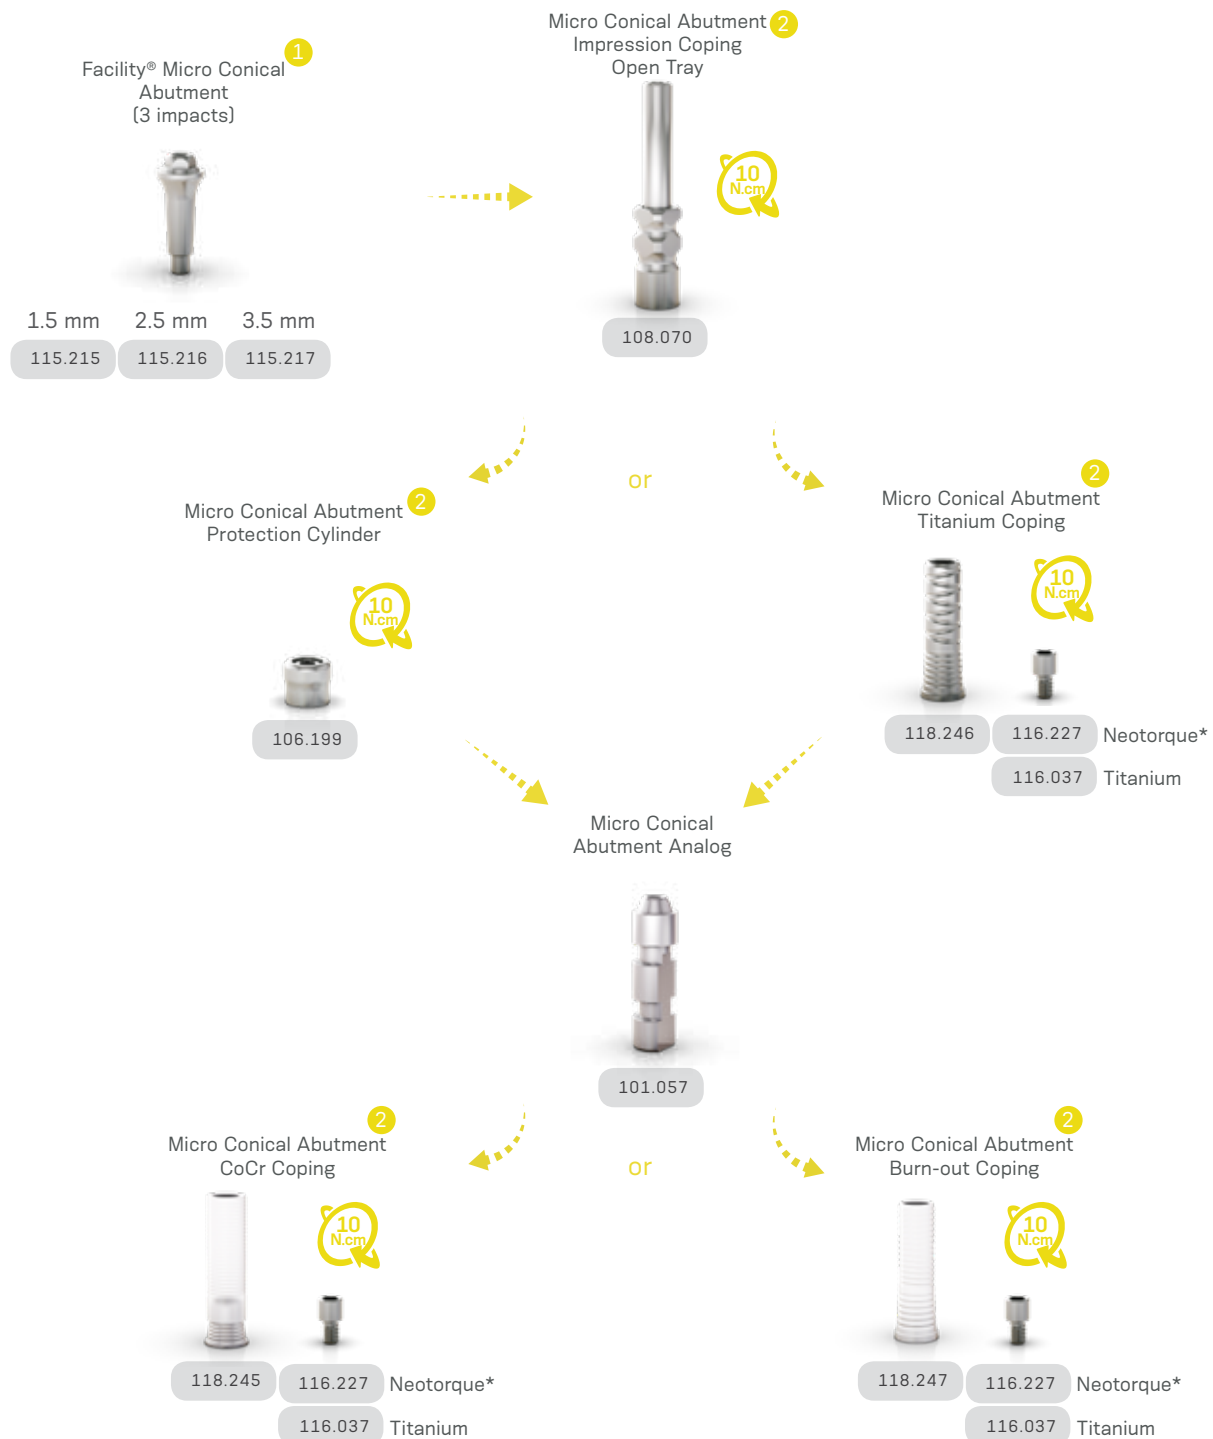 Facility® Micro Conical
Abutment
(3 impacts)
1
1.5 mm 2.5 mm 3.5 mm
115.215 115.216 115.217
Micro Conical Abutment
Impression Coping
Open Tray
2
10
N.cm
108.070
or
Micro Conical Abutment
Protection Cylinder
2
10
N.cm
106.199
Micro Conical Abutment
Titanium Coping
2
10
N.cm
118.246 116.227 Neotorque*
116.037 Titanium
Micro Conical
Abutment Analog
101.057
or
Micro Conical Abutment
CoCr Coping
2
10
N.cm
118.245 116.227 Neotorque*
116.037 Titanium
Micro Conical Abutment
Burn-out Coping
2
10
N.cm
118.247 116.227 Neotorque*
116.037 Titanium